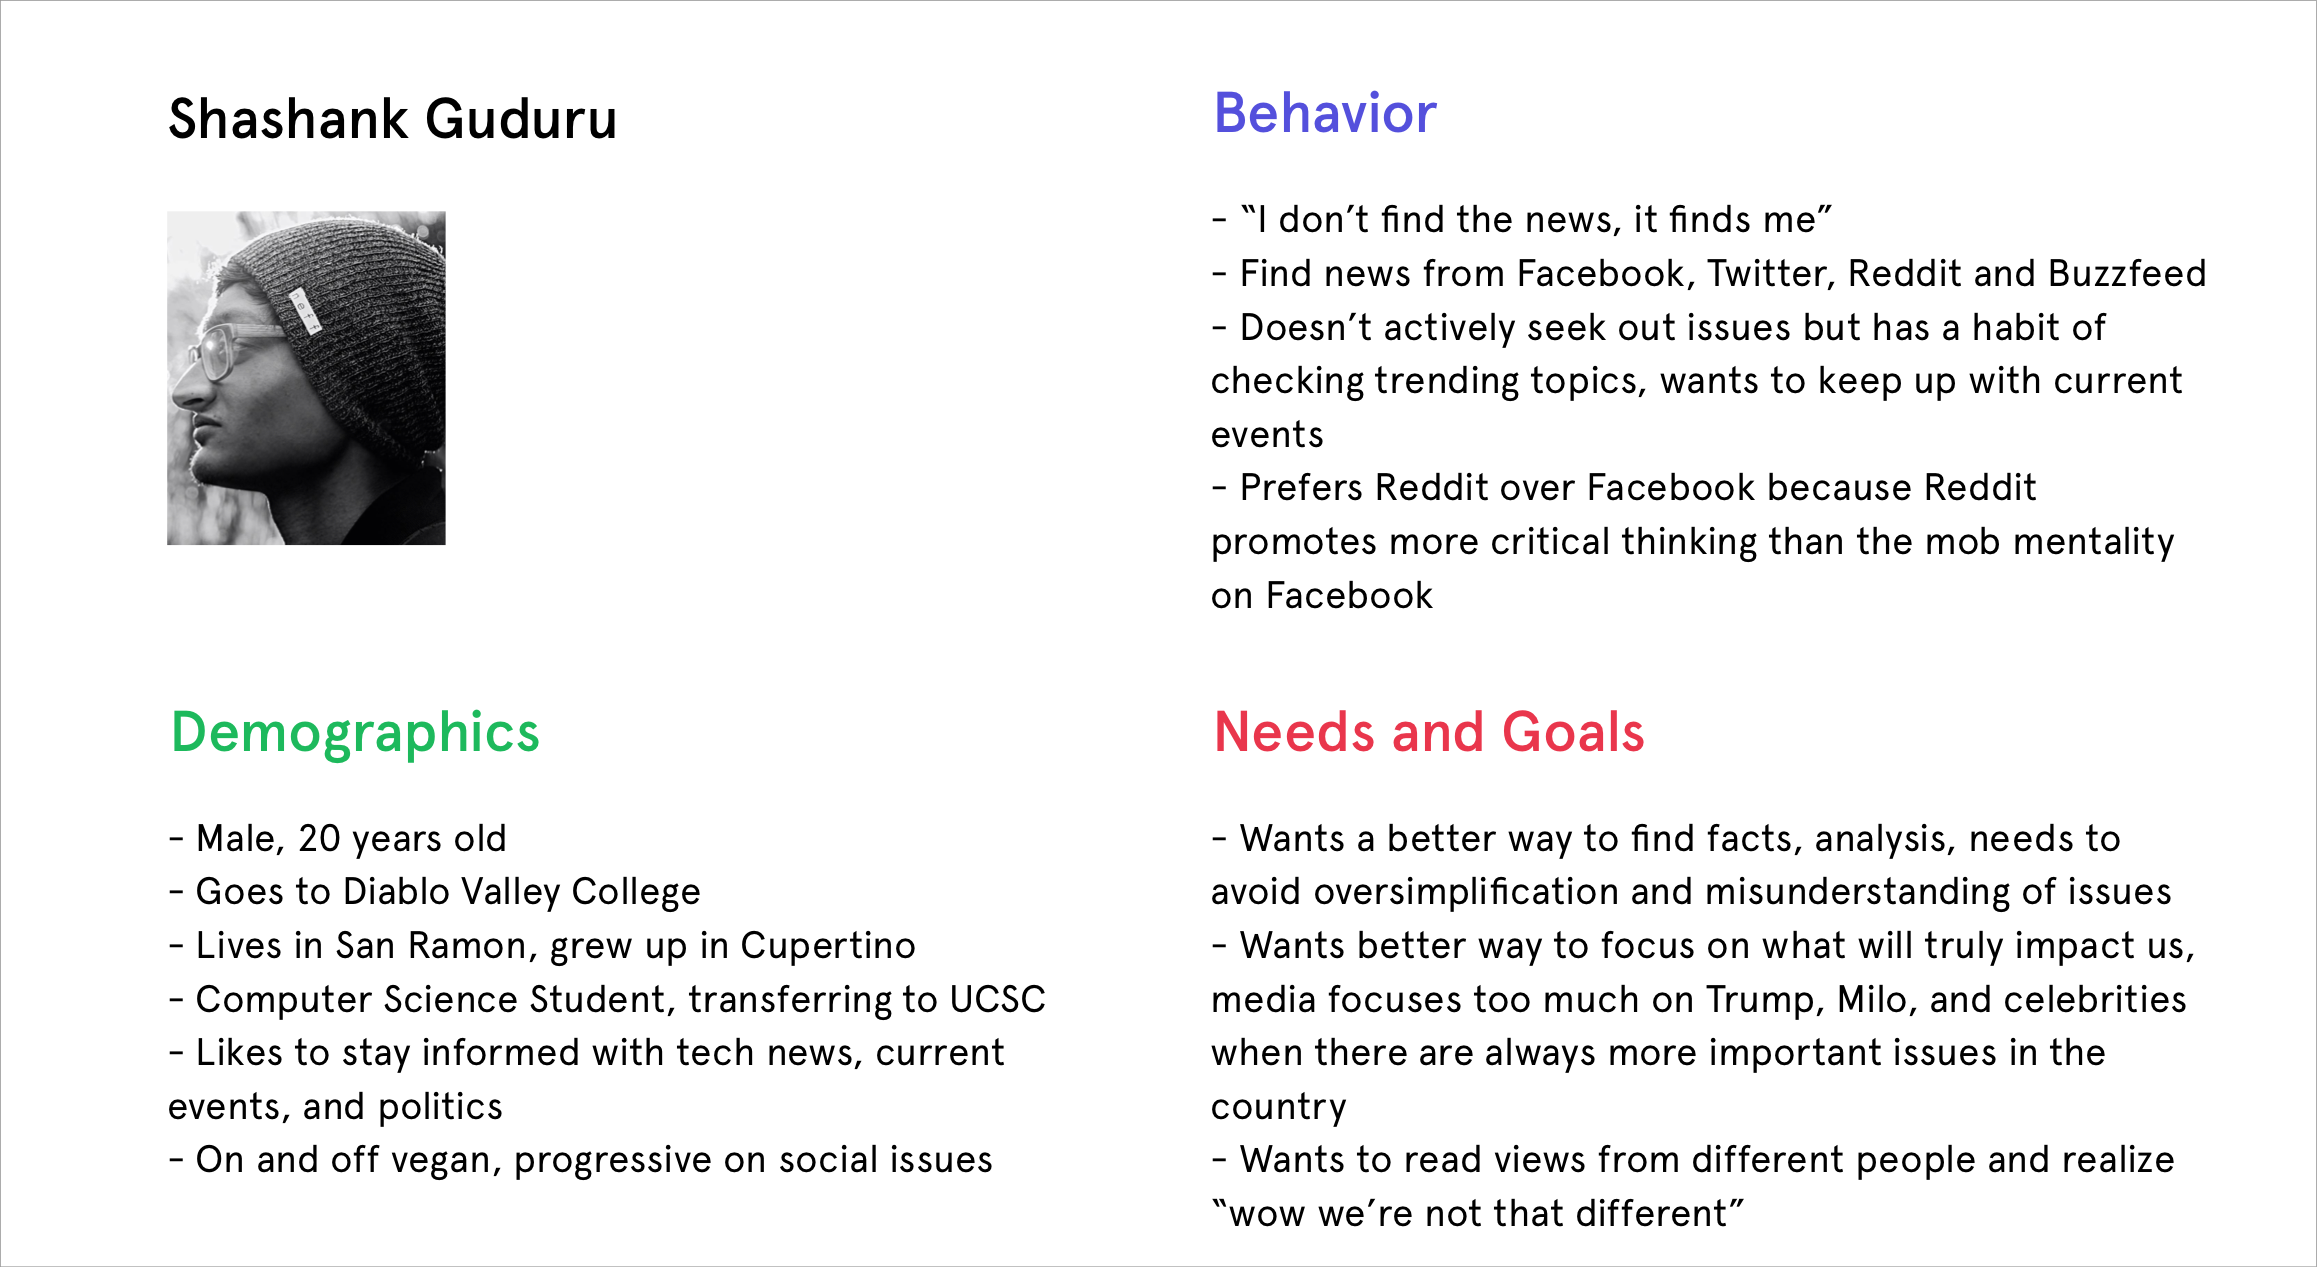 Shashank Guduru
neff
Demographics
- Male, 20 years old
- Goes to Diablo Valley College
- Lives in San Ramon, grew up in Cupertino
- Computer Science Student, transferring to UCSC
- Likes to stay informed with tech news, current
events, and politics
- On and off vegan, progressive on social issues
Behavior
- “I don’t find the news, it finds me”
- Find news from Facebook, Twitter, Reddit and Buzzfeed
- Doesn’t actively seek out issues but has a habit of
checking trending topics, wants to keep up with current
events
- Prefers Reddit over Facebook because Reddit
promotes more critical thinking than the mob mentality
on Facebook
Needs and Goals
- Wants a better way to find facts, analysis, needs to
avoid oversimplification and misunderstanding of issues
- Wants better way to focus on what will truly impact us,
media focuses too much on Trump, Milo, and celebrities
when there are always more important issues in the
country
- Wants to read views from different people and realize
“wow we’re not that different”